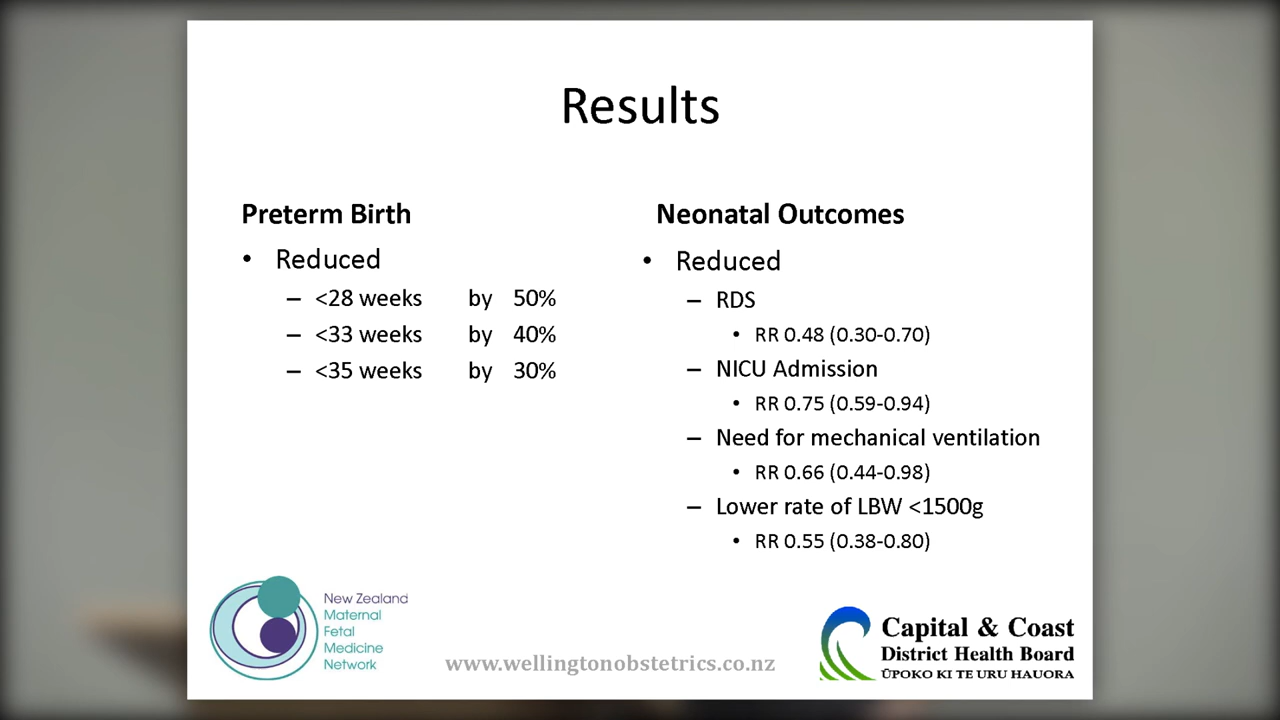 Results
Preterm Birth
• Reduced
– <28 weeks by 50%
– <33 weeks by 40%
– <35 weeks by 30%
Neonatal Outcomes
• Reduced
– RDS
• RR 0.48 (0.30-0.70)
– NICU Admission
• RR 0.75 (0.59-0.94)
– Need for mechanical ventilation
• RR 0.66 (0.44-0.98)
– Lower rate of LBW <1500g
• RR 0.55 (0.38-0.80)
New Zealand
Maternal
Fetal
Medicine
Network
www.wellingtonobstetrics.co.nz
Capital & Coast
District Health Board
ŪPOKO KI TE URU HAUORA